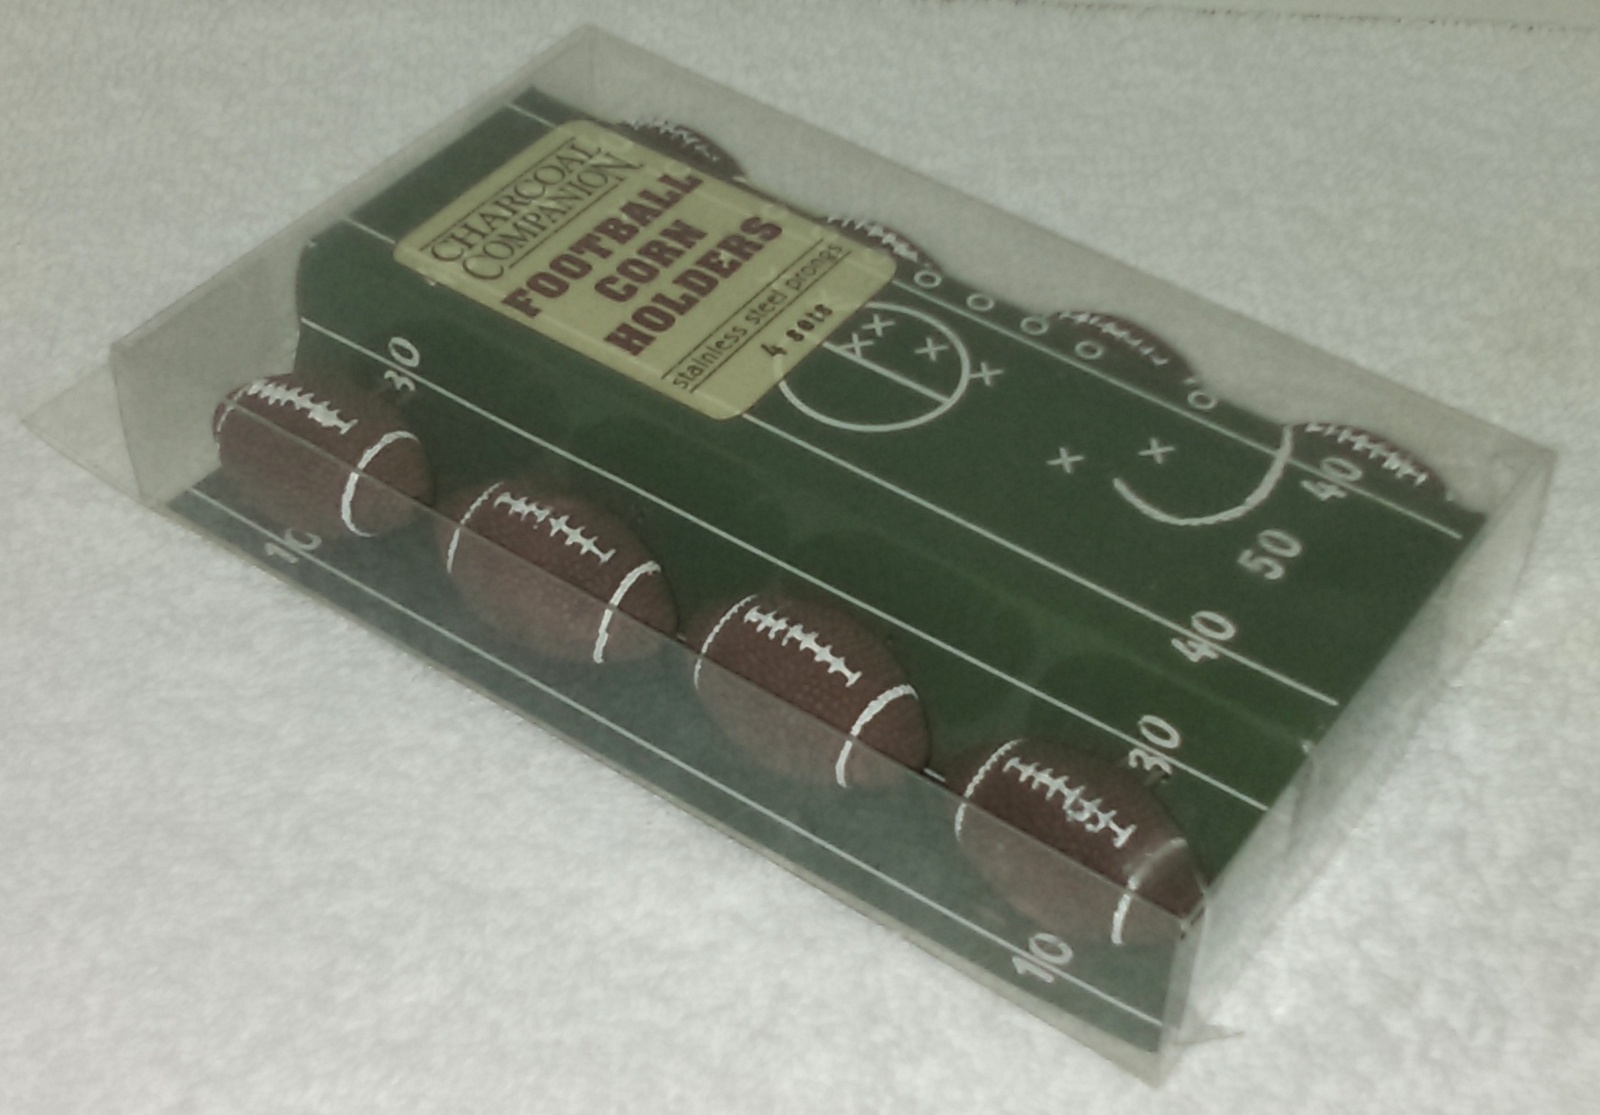 CHARCOAL
COMPANION
FOOTBALL
CORN
HOLDERS
stainless steel prongs
4 sets
30
10
40
50
40
30
10